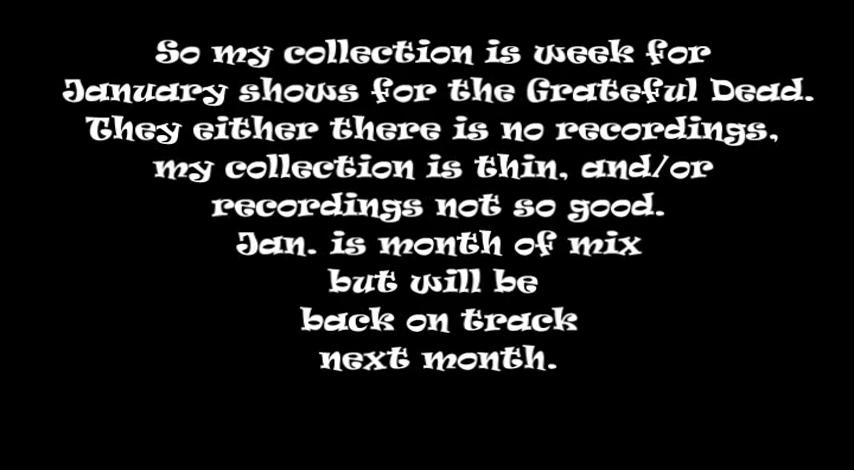 So my collection is week for
January shows for the Grateful Dead.
They either there is no recordings,
my collection is thin, and/or
recordings not so good.
Jan. is month of mix
but will be
back on track
next month.